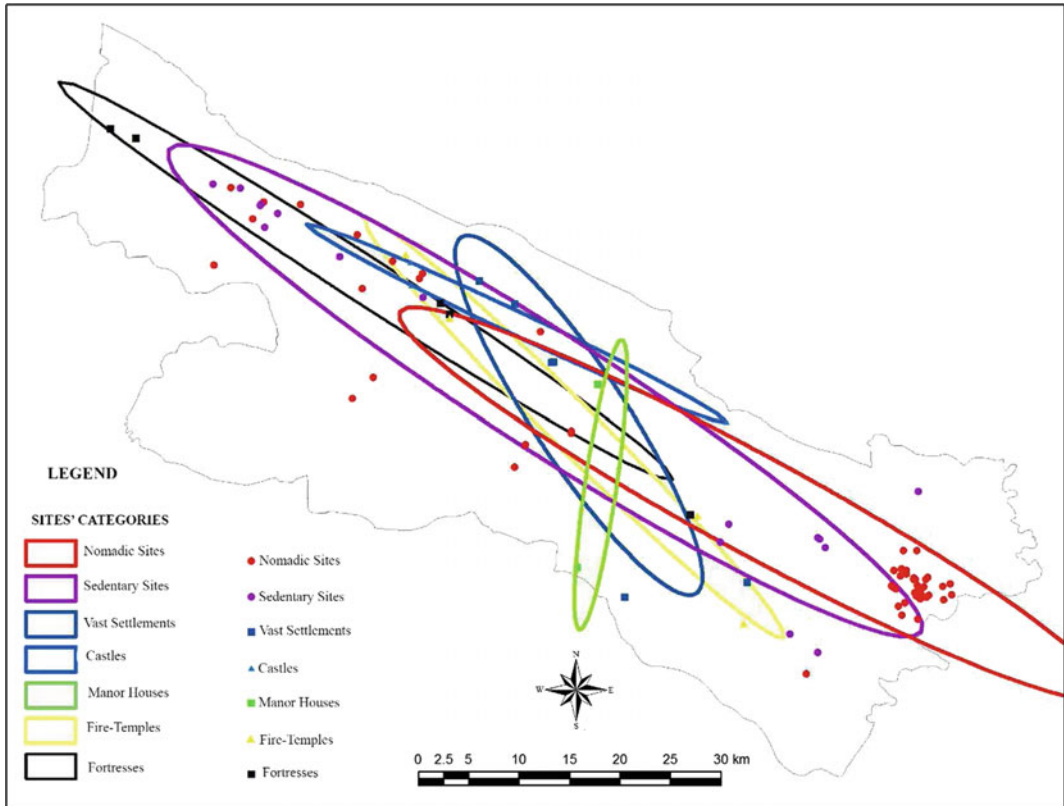 LEGEND
SITES' CATEGORIES
Nomadic Sites
Sedentary Sites
Vast Settlements
Castles
Manor Houses
Fire-Temples
Fortresses
Nomadic Sites
Sedentary Sites
Vast Settlements
Castles
Manor Houses
Fire-Temples
Fortresses
N
W E
S
0 2.5 5 10 15 20 30 km